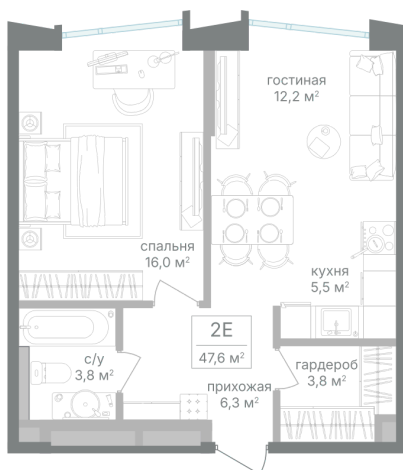 гостиная
12,2 м²
спальня
16,0 м²
кухня
5,5 м²
2E
47,6 м²
с/у
3,8 м²
гардероб
3,8 м²
прихожая
6,3 м²